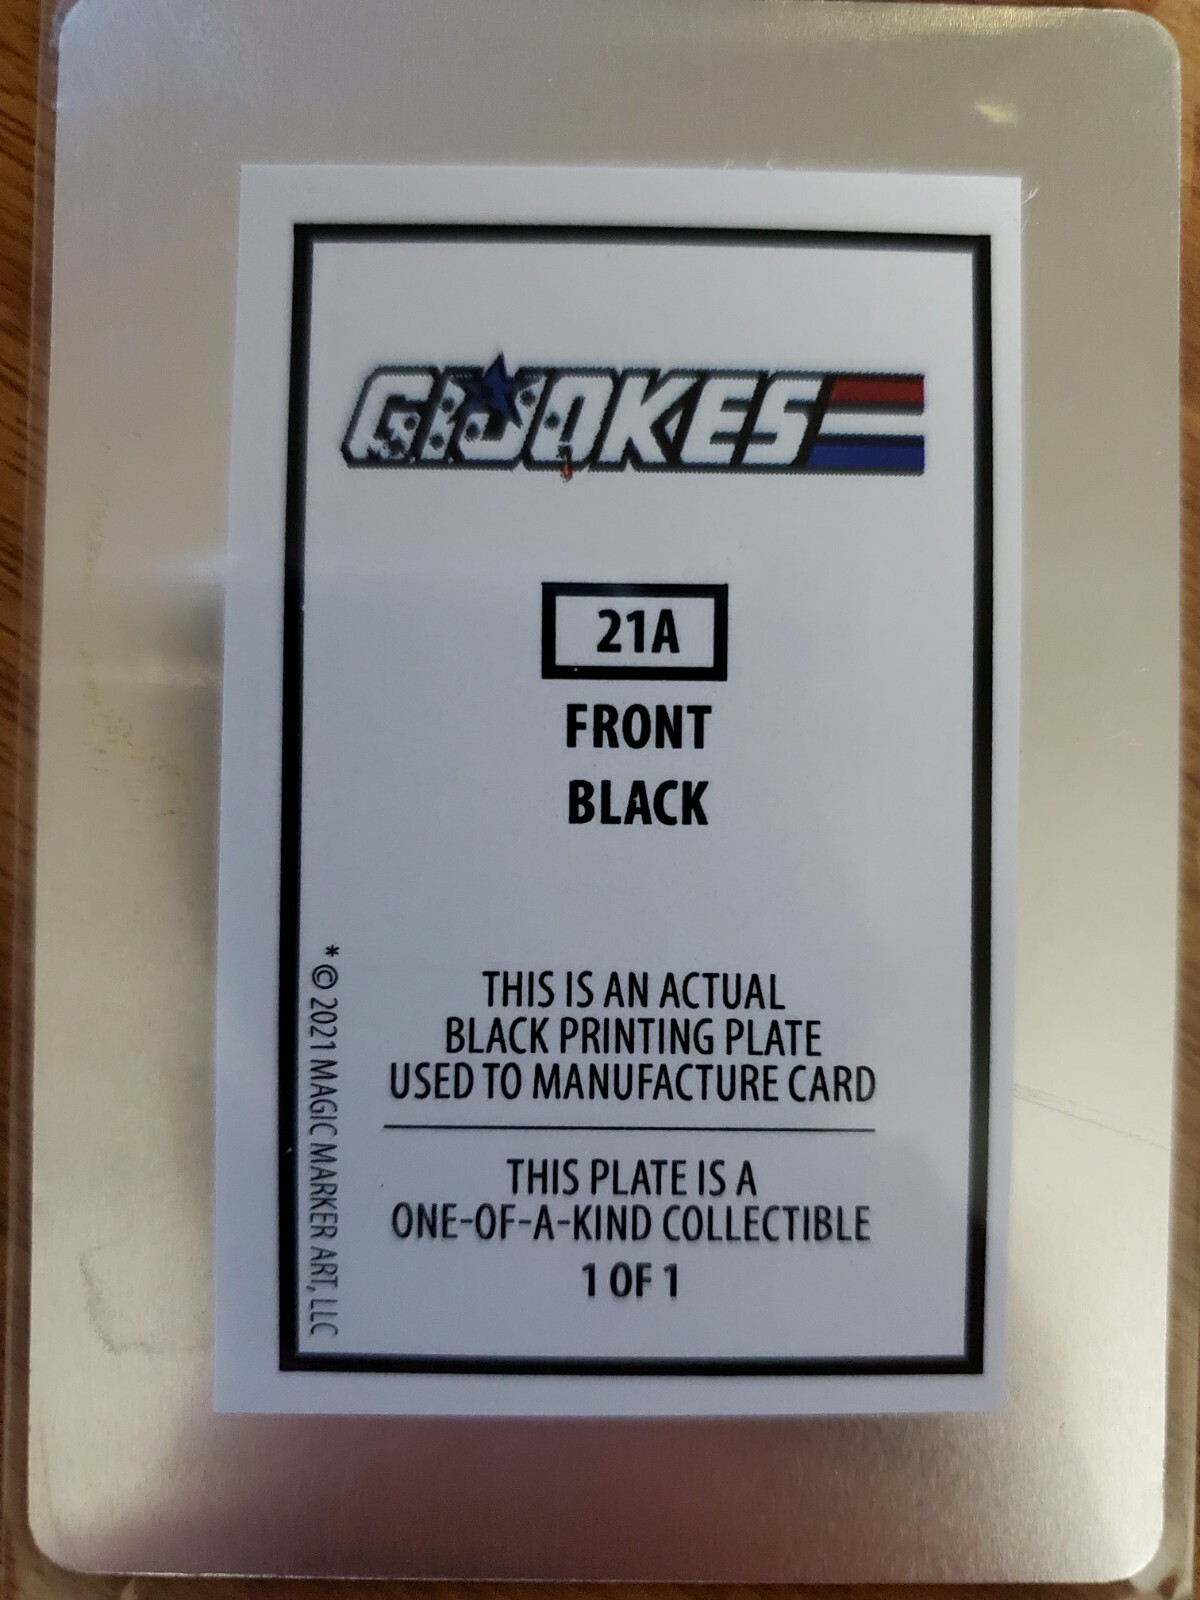 GIJOKES
21A
FRONT
BLACK
THIS IS AN ACTUAL
BLACK PRINTING PLATE
USED TO MANUFACTURE CARD
THIS PLATE IS A
ONE-OF-A-KIND COLLECTIBLE
1 OF 1
* © 2021 MAGIC MARKER ART, LLC